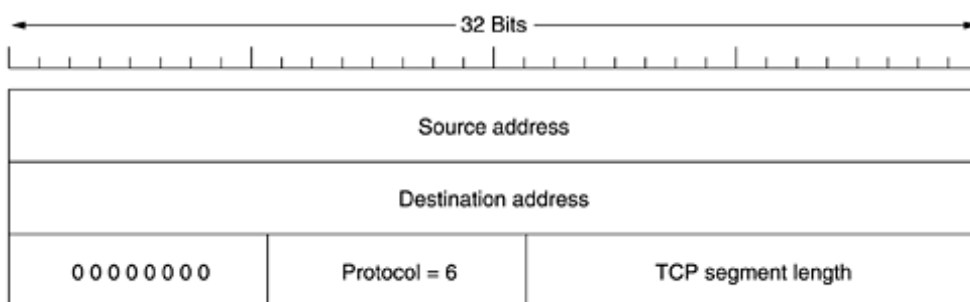 32 Bits
Source address
Destination address
0 0 0 0 0 0 0 0 Protocol = 6 TCP segment length